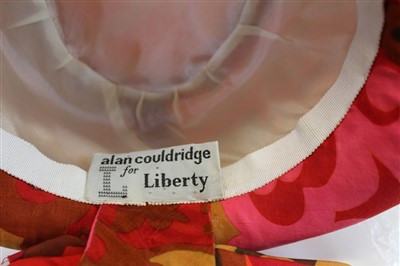 alan couldridge
for
L Liberty